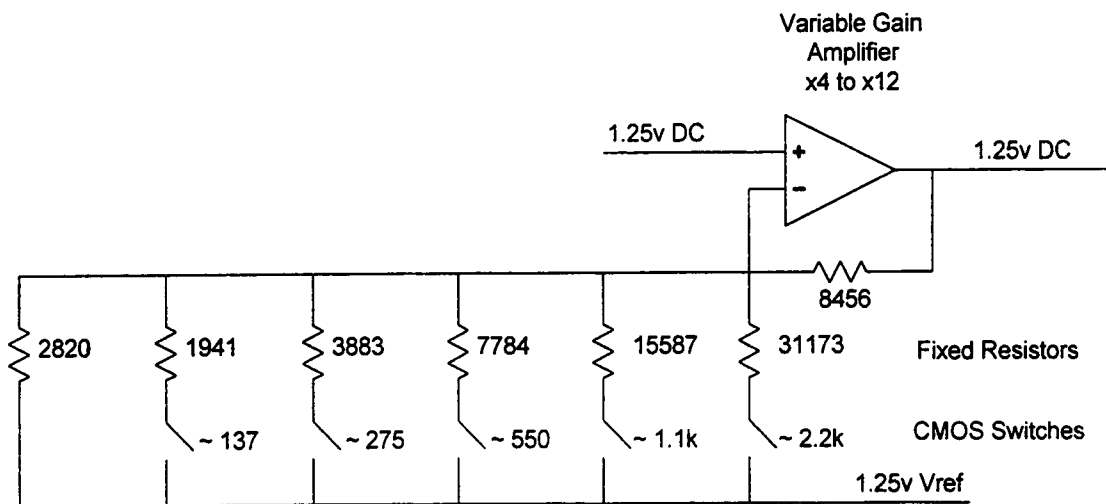 Variable Gain
Amplifier
x4 to x12
1.25v DC
+
1.25v DC
-
8456
2820
1941
3883
7784
15587
31173
Fixed Resistors
~ 137
~ 275
~ 550
~ 1.1k
~ 2.2k
CMOS Switches
1.25v Vref